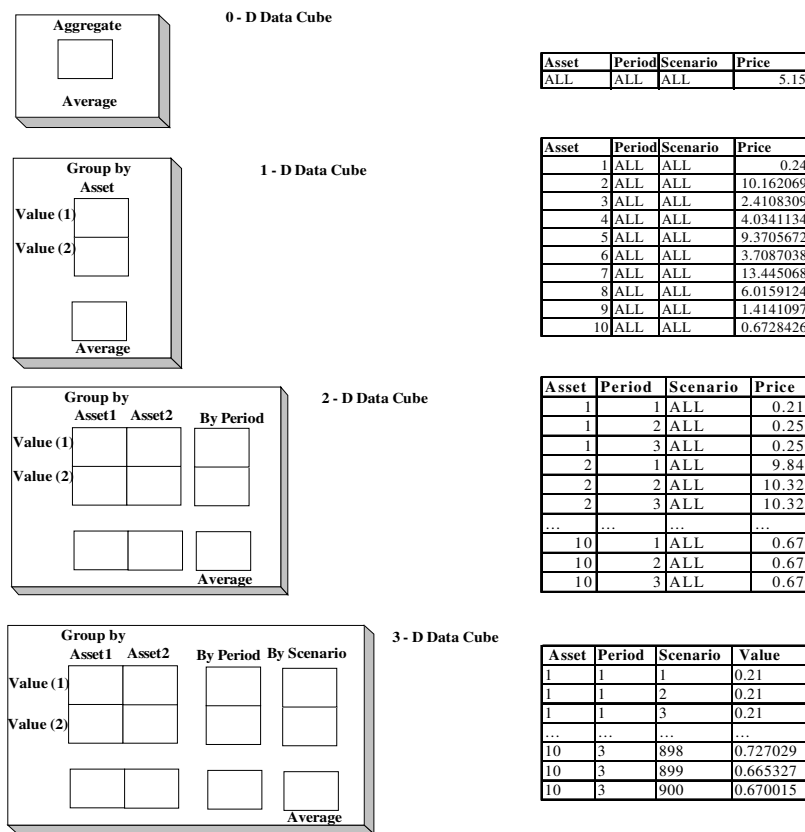 0 - D Data Cube
Aggregate
Average
Asset Period Scenario Price
ALL ALL ALL 5.15
1 - D Data Cube
Group by
Asset
Value (1)
Value (2)
Average
Asset Period Scenario Price
1 ALL ALL 0.24
2 ALL ALL 10.162069
3 ALL ALL 2.4108309
4 ALL ALL 4.0341134
5 ALL ALL 9.3705672
6 ALL ALL 3.7087038
7 ALL ALL 13.445068
8 ALL ALL 6.0159124
9 ALL ALL 1.4141097
10 ALL ALL 0.6728426
2 - D Data Cube
Group by
Asset1 Asset2 By Period
Value (1)
Value (2)
Average
Asset Period Scenario Price
1 1 ALL 0.21
1 2 ALL 0.25
1 3 ALL 0.25
2 1 ALL 9.84
2 2 ALL 10.32
2 3 ALL 10.32
... ... ... ...
10 1 ALL 0.67
10 2 ALL 0.67
10 3 ALL 0.67
3 - D Data Cube
Group by
Asset1 Asset2 By Period By Scenario
Value (1)
Value (2)
Average
Asset Period Scenario Value
1 1 1 0.21
1 1 2 0.21
1 1 3 0.21
... ... ... ...
10 3 898 0.727029
10 3 899 0.665327
10 3 900 0.670015